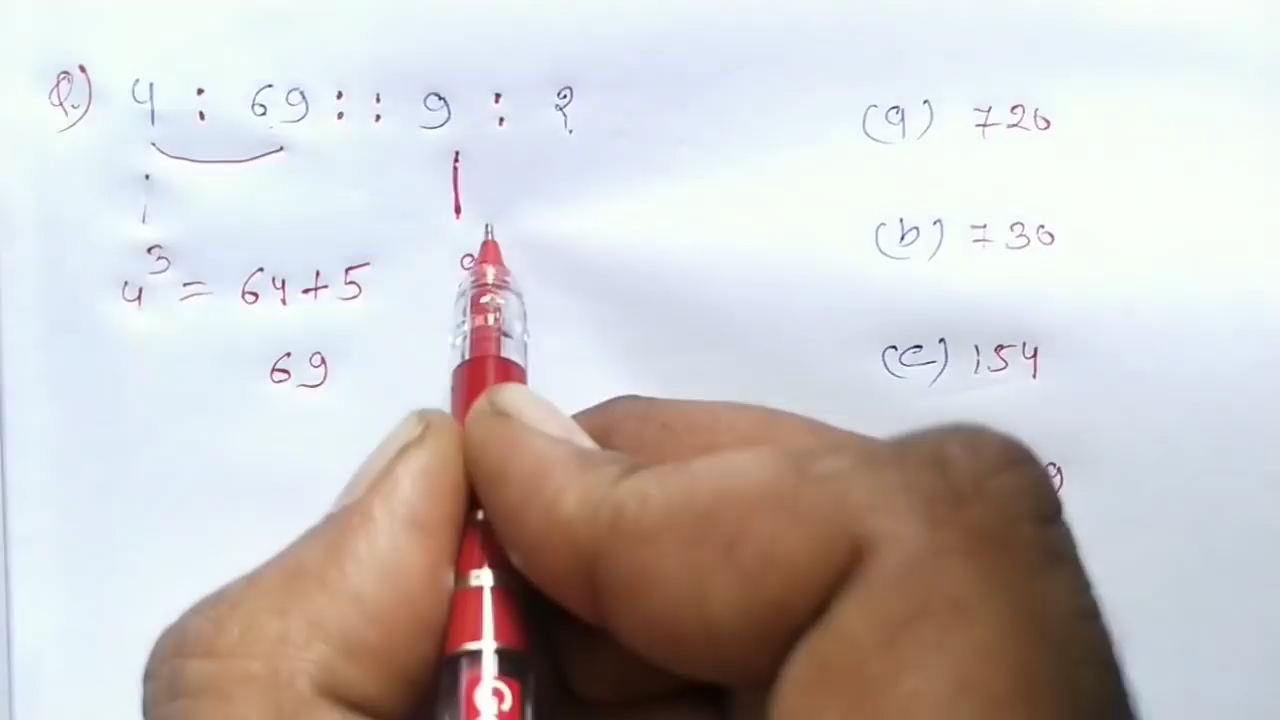 Q) 4 : 69 :: 9 : ?
4³ = 64+5
69
(a) 720
(b) 730
(c) 154